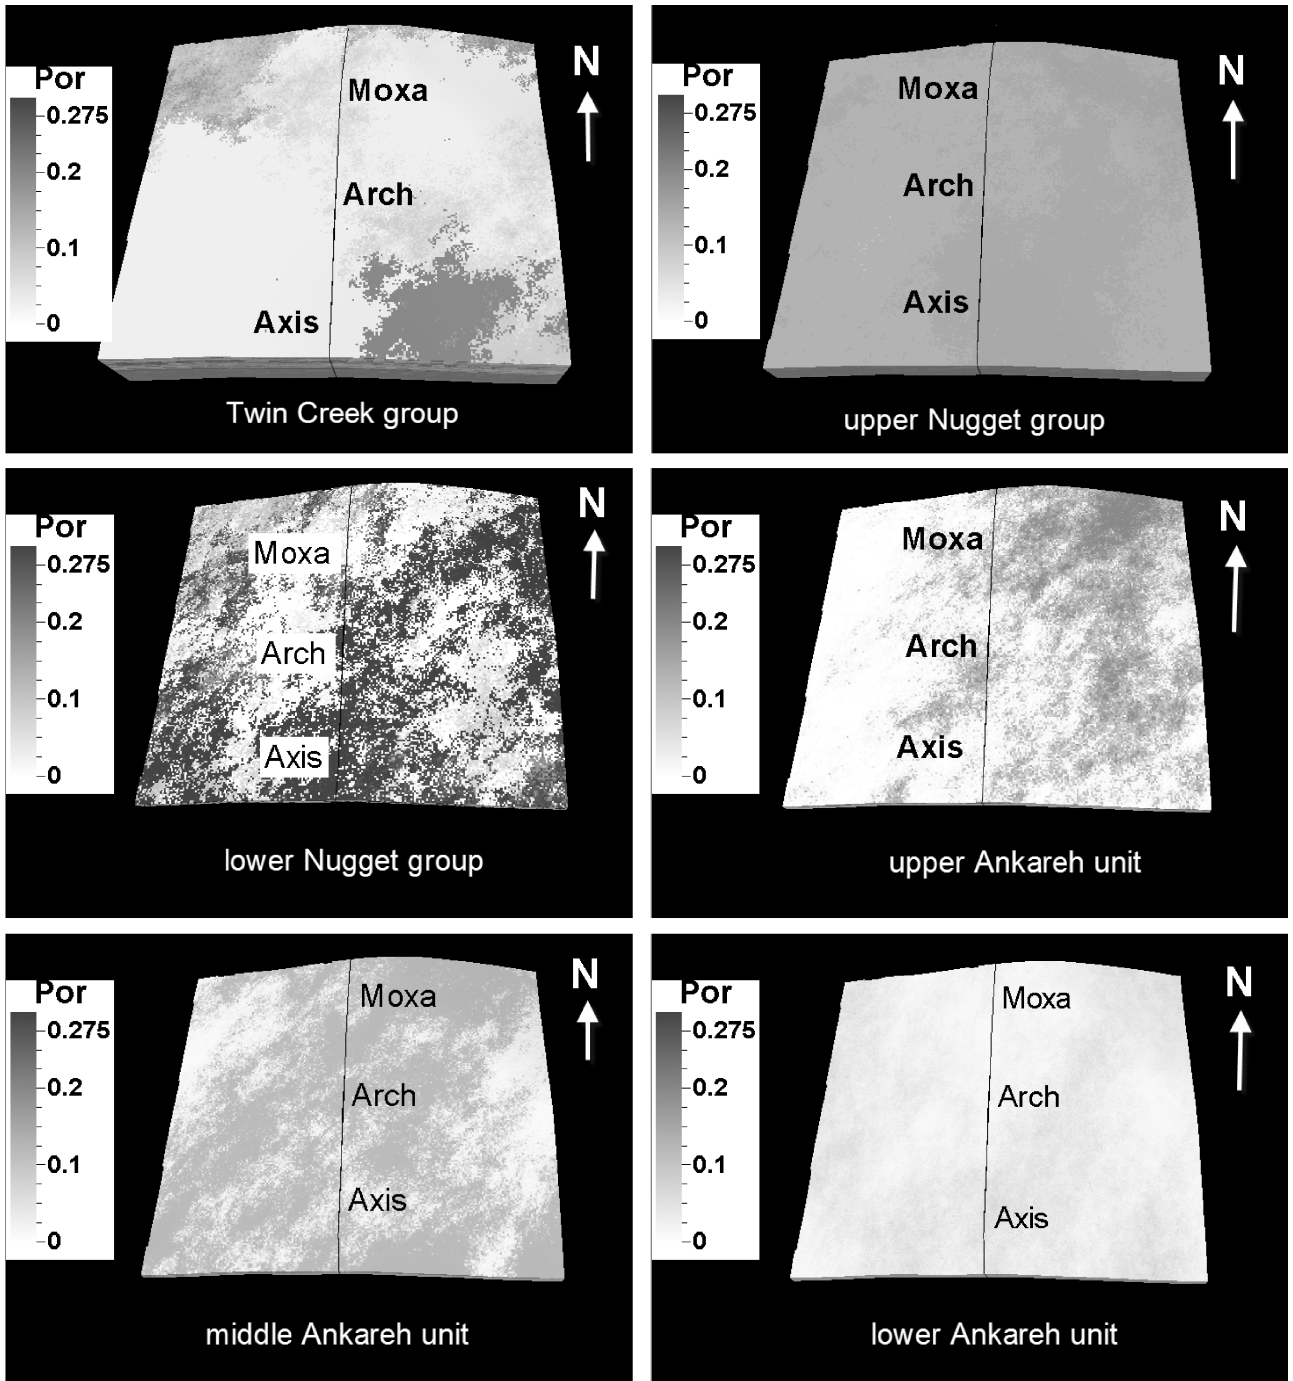 Por
0.275
0.2
0.1
0
Moxa
Arch
Axis
N
Twin Creek group
Por
0.275
0.2
0.1
0
Moxa
Arch
Axis
N
upper Nugget group
Por
0.275
0.2
0.1
0
Moxa
Arch
Axis
N
lower Nugget group
Por
0.275
0.2
0.1
0
Moxa
Arch
Axis
N
upper Ankareh unit
Por
0.275
0.2
0.1
0
Moxa
Arch
Axis
N
middle Ankareh unit
Por
0.275
0.2
0.1
0
Moxa
Arch
Axis
N
lower Ankareh unit